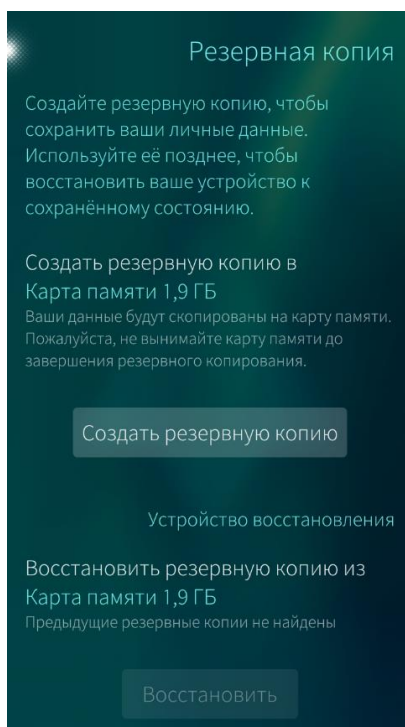 Резервная копия
Создайте резервную копию, чтобы
сохранить ваши личные данные.
Используйте её позднее, чтобы
восстановить ваше устройство к
сохранённому состоянию.
Создать резервную копию в
Карта памяти 1,9 ГБ
Ваши данные будут скопированы на карту памяти.
Пожалуйста, не вынимайте карту памяти до
завершения резервного копирования.
Создать резервную копию
Устройство восстановления
Восстановить резервную копию из
Карта памяти 1,9 ГБ
Предыдущие резервные копии не найдены
Восстановить